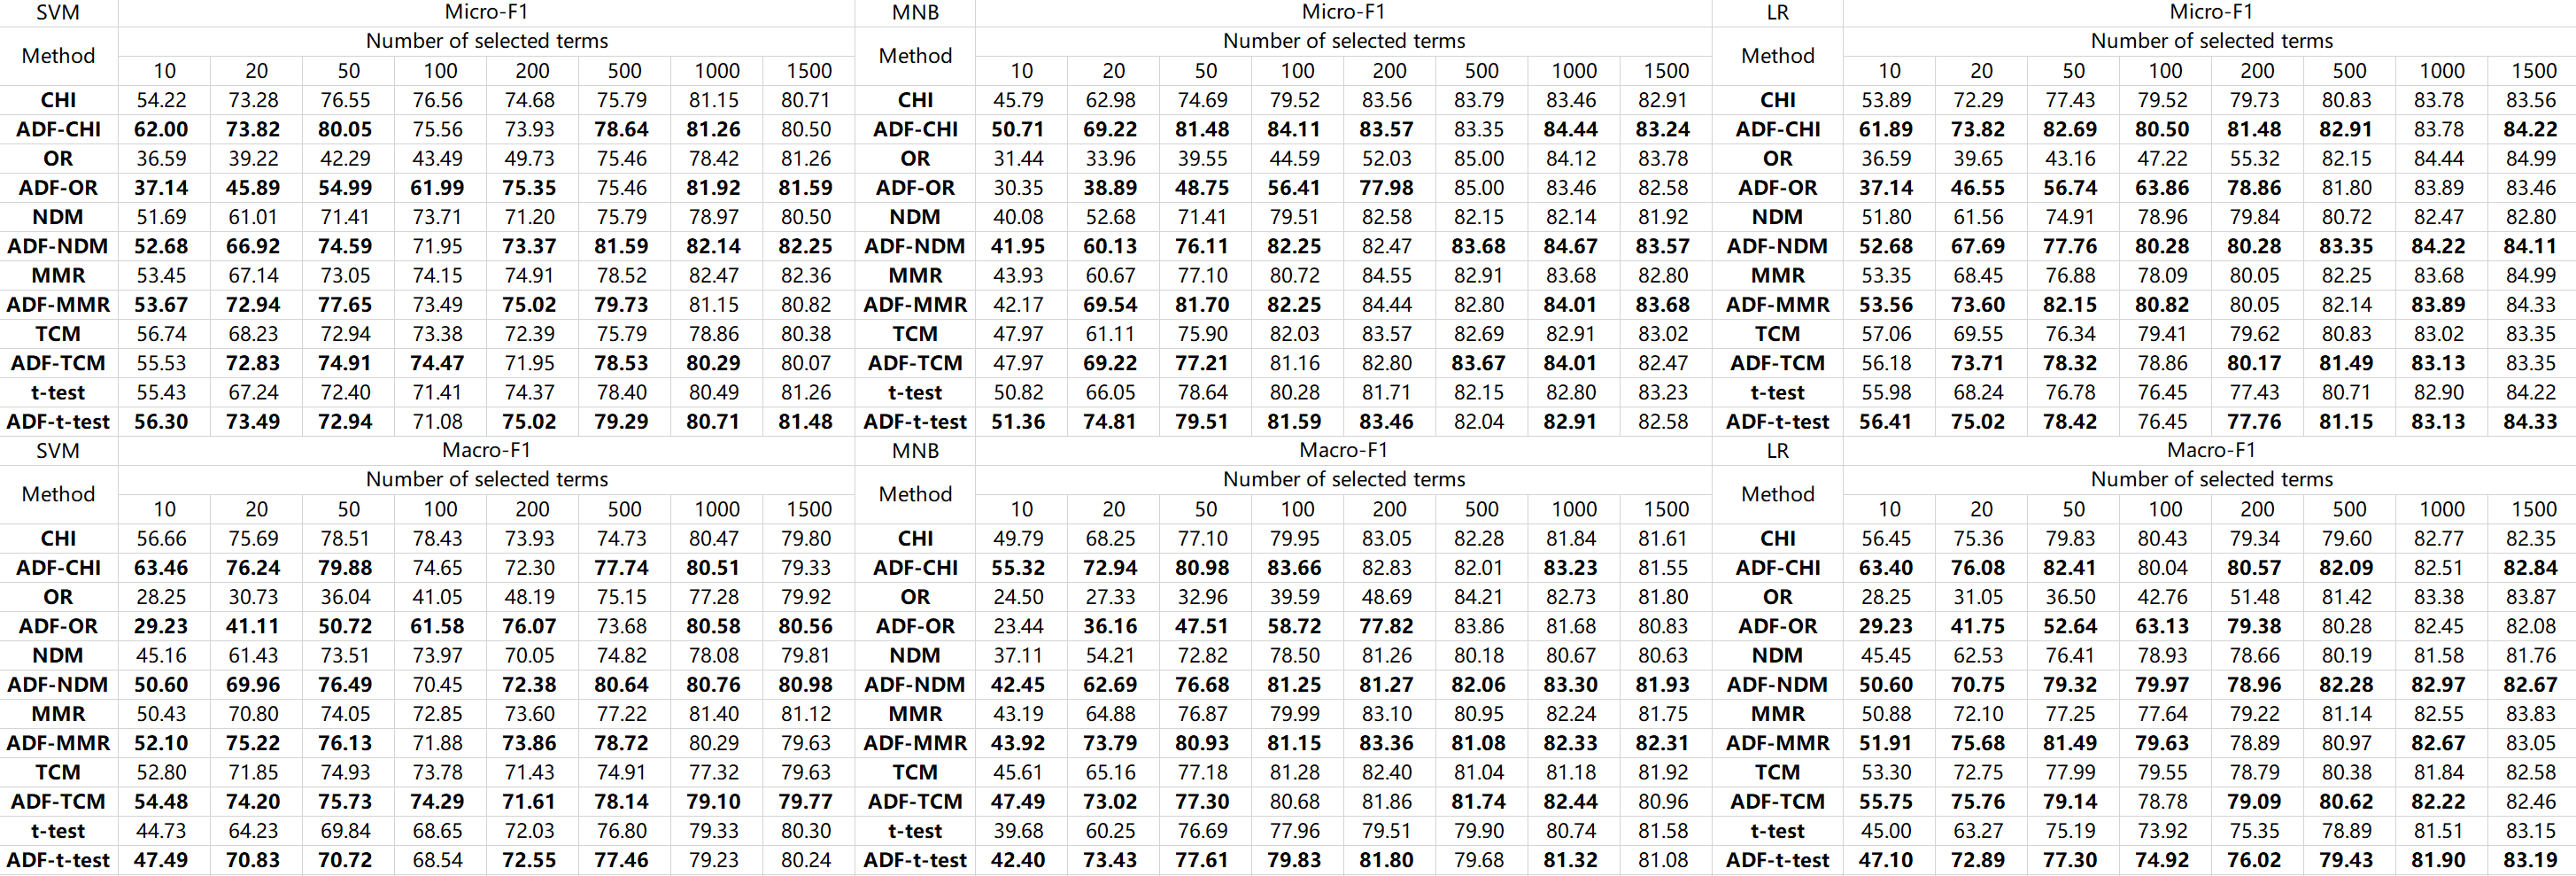 SVM Micro-F1 MNB Micro-F1 LR Micro-F1
Method Number of selected terms Method Number of selected terms Method Number of selected terms
10 20 50 100 200 500 1000 1500 10 20 50 100 200 500 1000 1500 10 20 50 100 200 500 1000 1500
CHI 54.22 73.28 76.55 76.56 74.68 75.79 81.15 80.71 CHI 45.79 62.98 74.69 79.52 83.56 83.79 83.46 82.91 CHI 53.89 72.29 77.43 79.52 79.73 80.83 83.78 83.56
ADF-CHI 62.00 73.82 80.05 75.56 73.93 78.64 81.26 80.50 ADF-CHI 50.71 69.22 81.48 84.11 83.57 83.35 84.44 83.24 ADF-CHI 61.89 73.82 82.69 80.50 81.48 82.91 83.78 84.22
OR 36.59 39.22 42.29 43.49 49.73 75.46 78.42 81.26 OR 31.44 33.96 39.55 44.59 52.03 85.00 84.12 83.78 OR 36.59 39.65 43.16 47.22 55.32 82.15 84.44 84.99
ADF-OR 37.14 45.89 54.99 61.99 75.35 75.46 81.92 81.59 ADF-OR 30.35 38.89 48.75 56.41 77.98 85.00 83.46 82.58 ADF-OR 37.14 46.55 56.74 63.86 78.86 81.80 83.89 83.46
NDM 51.69 61.01 71.41 73.71 71.20 75.79 78.97 80.50 NDM 40.08 52.68 71.41 79.51 82.58 82.15 82.14 81.92 NDM 51.80 61.56 74.91 78.96 79.84 80.72 82.47 82.80
ADF-NDM 52.68 66.92 74.59 71.95 73.37 81.59 82.14 82.25 ADF-NDM 41.95 60.13 76.11 82.25 82.47 83.68 84.67 83.57 ADF-NDM 52.68 67.69 77.76 80.28 80.28 83.35 84.22 84.11
MMR 53.45 67.14 73.05 74.15 74.91 78.52 82.47 82.36 MMR 43.93 60.67 77.10 80.72 84.55 82.91 83.68 82.80 MMR 53.35 68.45 76.88 78.09 80.05 82.25 83.68 84.99
ADF-MMR 53.67 72.94 77.65 73.49 75.02 79.73 81.15 80.82 ADF-MMR 42.17 69.54 81.70 82.25 84.44 82.80 84.01 83.68 ADF-MMR 53.56 73.60 82.15 80.82 80.05 82.14 83.89 84.33
TCM 56.74 68.23 72.94 73.38 72.39 75.79 78.86 80.38 TCM 47.97 61.11 75.90 82.03 83.57 82.69 82.91 83.02 TCM 57.06 69.55 76.34 79.41 79.62 80.83 83.02 83.35
ADF-TCM 55.53 72.83 74.91 74.47 71.95 78.53 80.29 80.07 ADF-TCM 47.97 69.22 77.21 81.16 82.80 83.67 84.01 82.47 ADF-TCM 56.18 73.71 78.32 78.86 80.17 81.49 83.13 83.35
t-test 55.43 67.24 72.40 71.41 74.37 78.40 80.49 81.26 t-test 50.82 66.05 78.64 80.28 81.71 82.15 82.80 83.23 t-test 55.98 68.24 76.78 76.45 77.43 80.71 82.90 84.22
ADF-t-test 56.30 73.49 72.94 71.08 75.02 79.29 80.71 81.48 ADF-t-test 51.36 74.81 79.51 81.59 83.46 82.04 82.91 82.58 ADF-t-test 56.41 75.02 78.42 76.45 77.76 81.15 83.13 84.33
SVM Macro-F1 MNB Macro-F1 LR Macro-F1
Method Number of selected terms Method Number of selected terms Method Number of selected terms
10 20 50 100 200 500 1000 1500 10 20 50 100 200 500 1000 1500 10 20 50 100 200 500 1000 1500
CHI 56.66 75.69 78.51 78.43 73.93 74.73 80.47 79.80 CHI 49.79 68.25 77.10 79.95 83.05 82.28 81.84 81.61 CHI 56.45 75.36 79.83 80.43 79.34 79.60 82.77 82.35
ADF-CHI 63.46 76.24 79.88 74.65 72.30 77.74 80.51 79.33 ADF-CHI 55.32 72.94 80.98 83.66 82.83 82.01 83.23 81.55 ADF-CHI 63.40 76.08 82.41 80.04 80.57 82.09 82.51 82.84
OR 28.25 30.73 36.04 41.05 48.19 75.15 77.28 79.92 OR 24.50 27.33 32.96 39.59 48.69 84.21 82.73 81.80 OR 28.25 31.05 36.50 42.76 51.48 81.42 83.38 83.87
ADF-OR 29.23 41.11 50.72 61.58 76.07 73.68 80.58 80.56 ADF-OR 23.44 36.16 47.51 58.72 77.82 83.86 81.68 80.83 ADF-OR 29.23 41.75 52.64 63.13 79.38 80.28 82.45 82.08
NDM 45.16 61.43 73.51 73.97 70.05 74.82 78.08 79.81 NDM 37.11 54.21 72.82 78.50 81.26 80.18 80.67 80.63 NDM 45.45 62.53 76.41 78.93 78.66 80.19 81.58 81.76
ADF-NDM 50.60 69.96 76.49 70.45 72.38 80.64 80.76 80.98 ADF-NDM 42.45 62.69 76.68 81.25 81.27 82.06 83.30 81.93 ADF-NDM 50.60 70.75 79.32 79.97 78.96 82.28 82.97 82.67
MMR 50.43 70.80 74.05 72.85 73.60 77.22 81.40 81.12 MMR 43.19 64.88 76.87 79.99 83.10 80.95 82.24 81.75 MMR 50.88 72.10 77.25 77.64 79.22 81.14 82.55 83.83
ADF-MMR 52.10 75.22 76.13 71.88 73.86 78.72 80.29 79.63 ADF-MMR 43.92 73.79 80.93 81.15 83.36 81.08 82.33 82.31 ADF-MMR 51.91 75.68 81.49 79.63 78.89 80.97 82.67 83.05
TCM 52.80 71.85 74.93 73.78 71.43 74.91 77.32 79.63 TCM 45.61 65.16 77.18 81.28 82.40 81.04 81.18 81.92 TCM 53.30 72.75 77.99 79.55 78.79 80.38 81.84 82.58
ADF-TCM 54.48 74.20 75.73 74.29 71.61 78.14 79.10 79.77 ADF-TCM 47.49 73.02 77.30 80.68 81.86 81.74 82.44 80.96 ADF-TCM 55.75 75.76 79.14 78.78 79.09 80.62 82.22 82.46
t-test 44.73 64.23 69.84 68.65 72.03 76.80 79.33 80.30 t-test 39.68 60.25 76.69 77.96 79.51 79.90 80.74 81.58 t-test 45.00 63.27 75.19 73.92 75.35 78.89 81.51 83.15
ADF-t-test 47.49 70.83 70.72 68.54 72.55 77.46 79.23 80.24 ADF-t-test 42.40 73.43 77.61 79.83 81.80 79.68 81.32 81.08 ADF-t-test 47.10 72.89 77.30 74.92 76.02 79.43 81.90 83.19